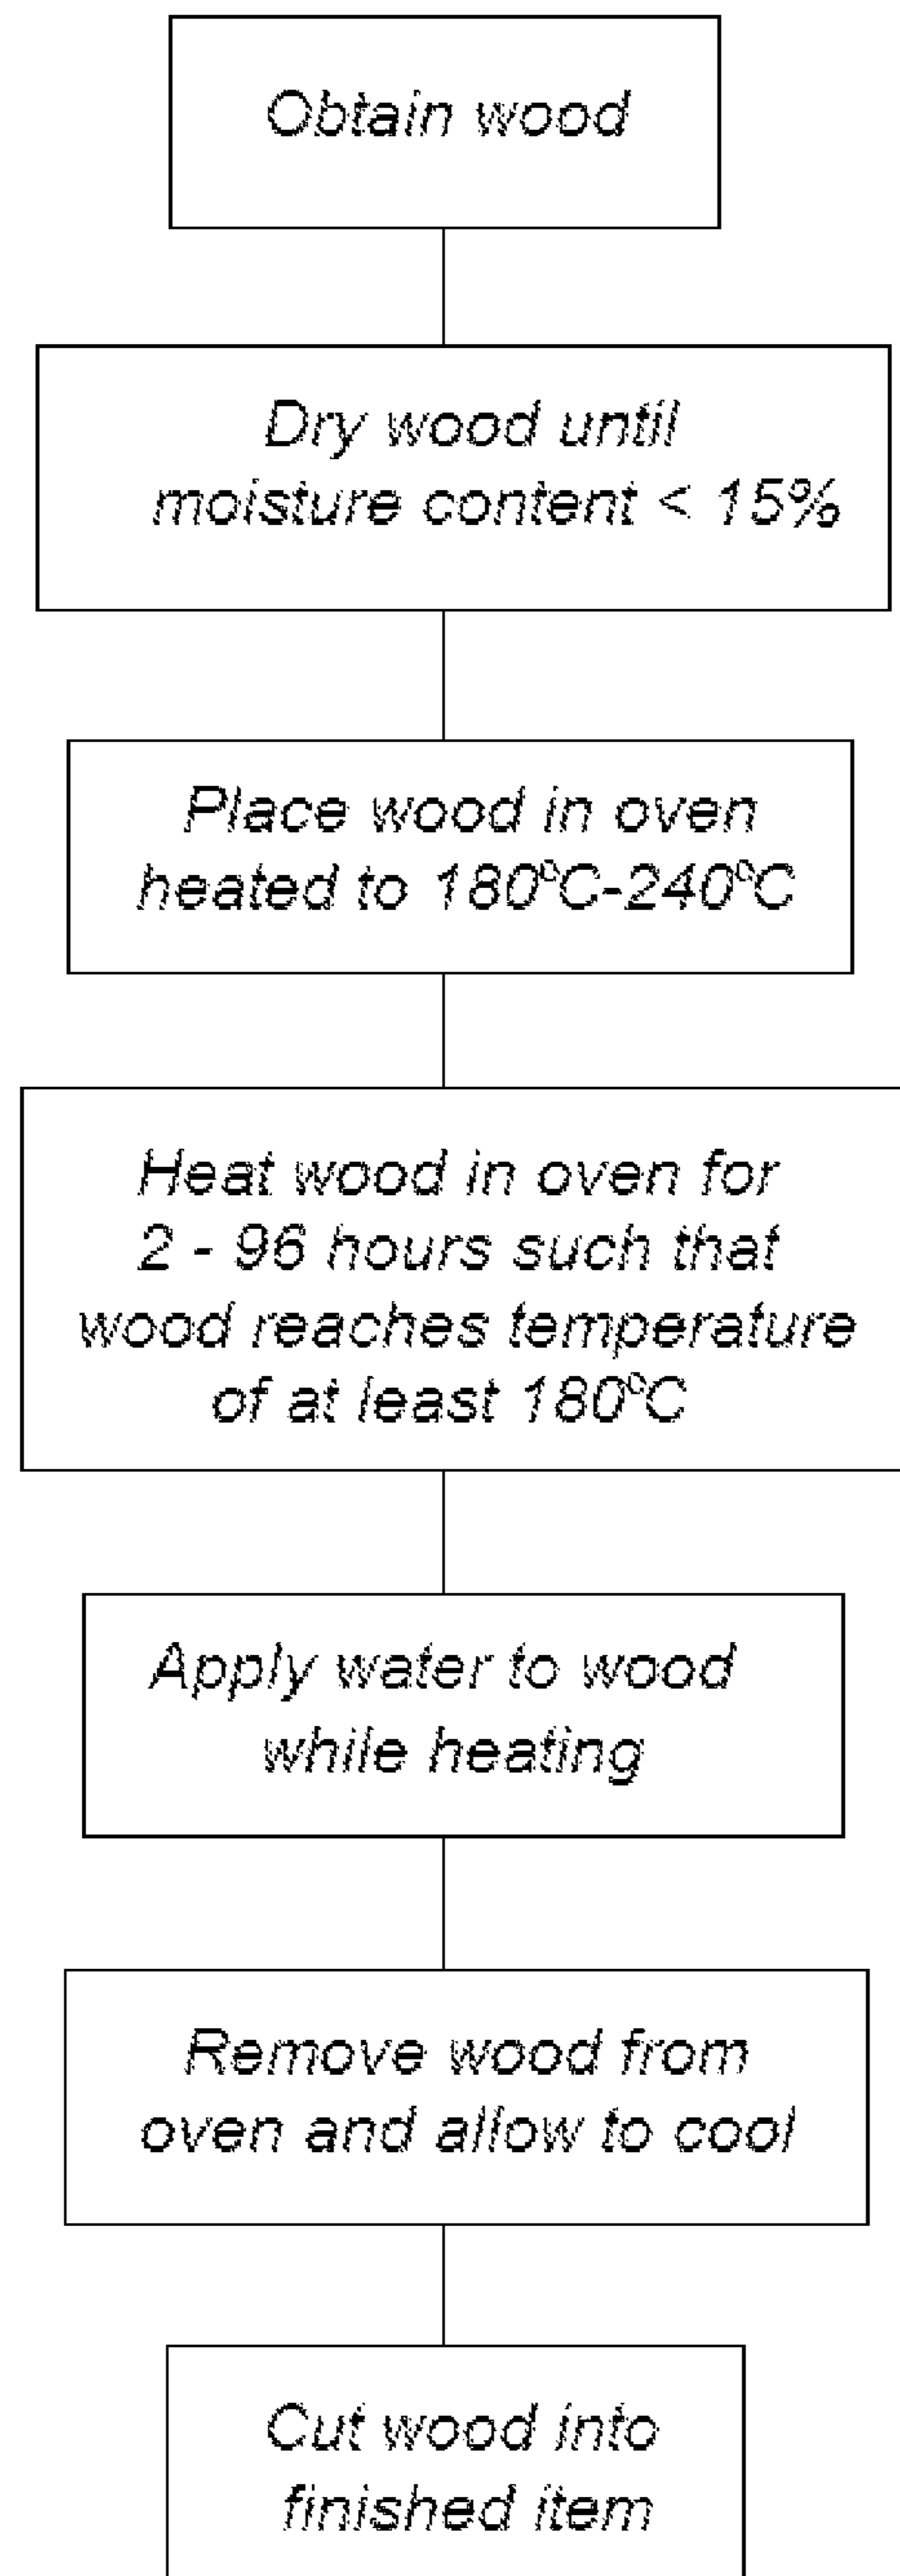 Obtain wood
Dry wood until
moisture content < 15%
Place wood in oven
heated to 180°C-240°C
Heat wood in oven for
2 - 96 hours such that
wood reaches temperature
of at least 180°C
Apply water to wood
while heating
Remove wood from
oven and allow to cool
Cut wood into
finished item